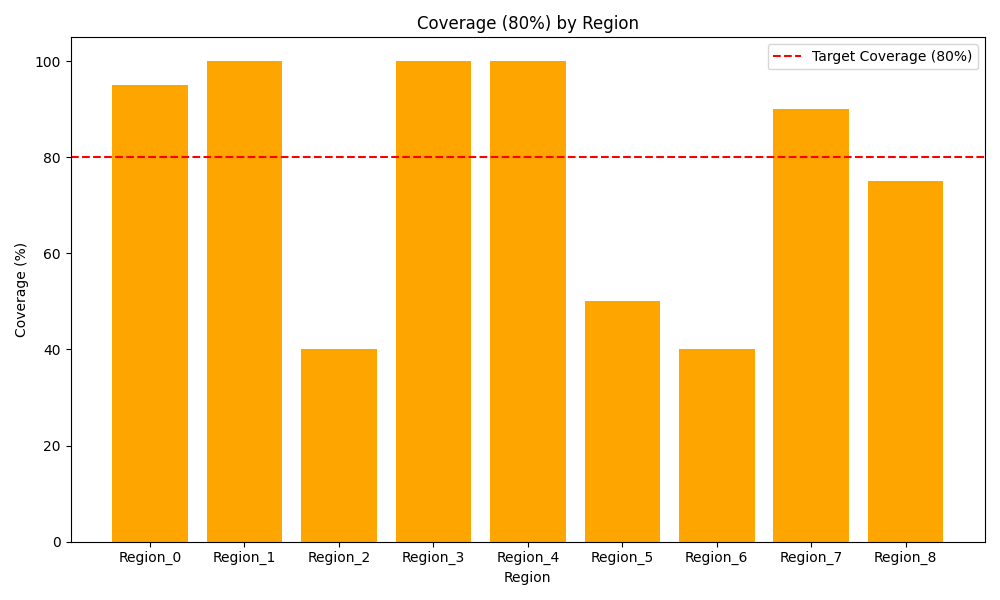 Coverage (80%) by Region
Target Coverage (80%)
Coverage (%)
100
80
60
40
20
0
Region_0 Region_1 Region_2 Region_3 Region_4 Region_5 Region_6 Region_7 Region_8
Region